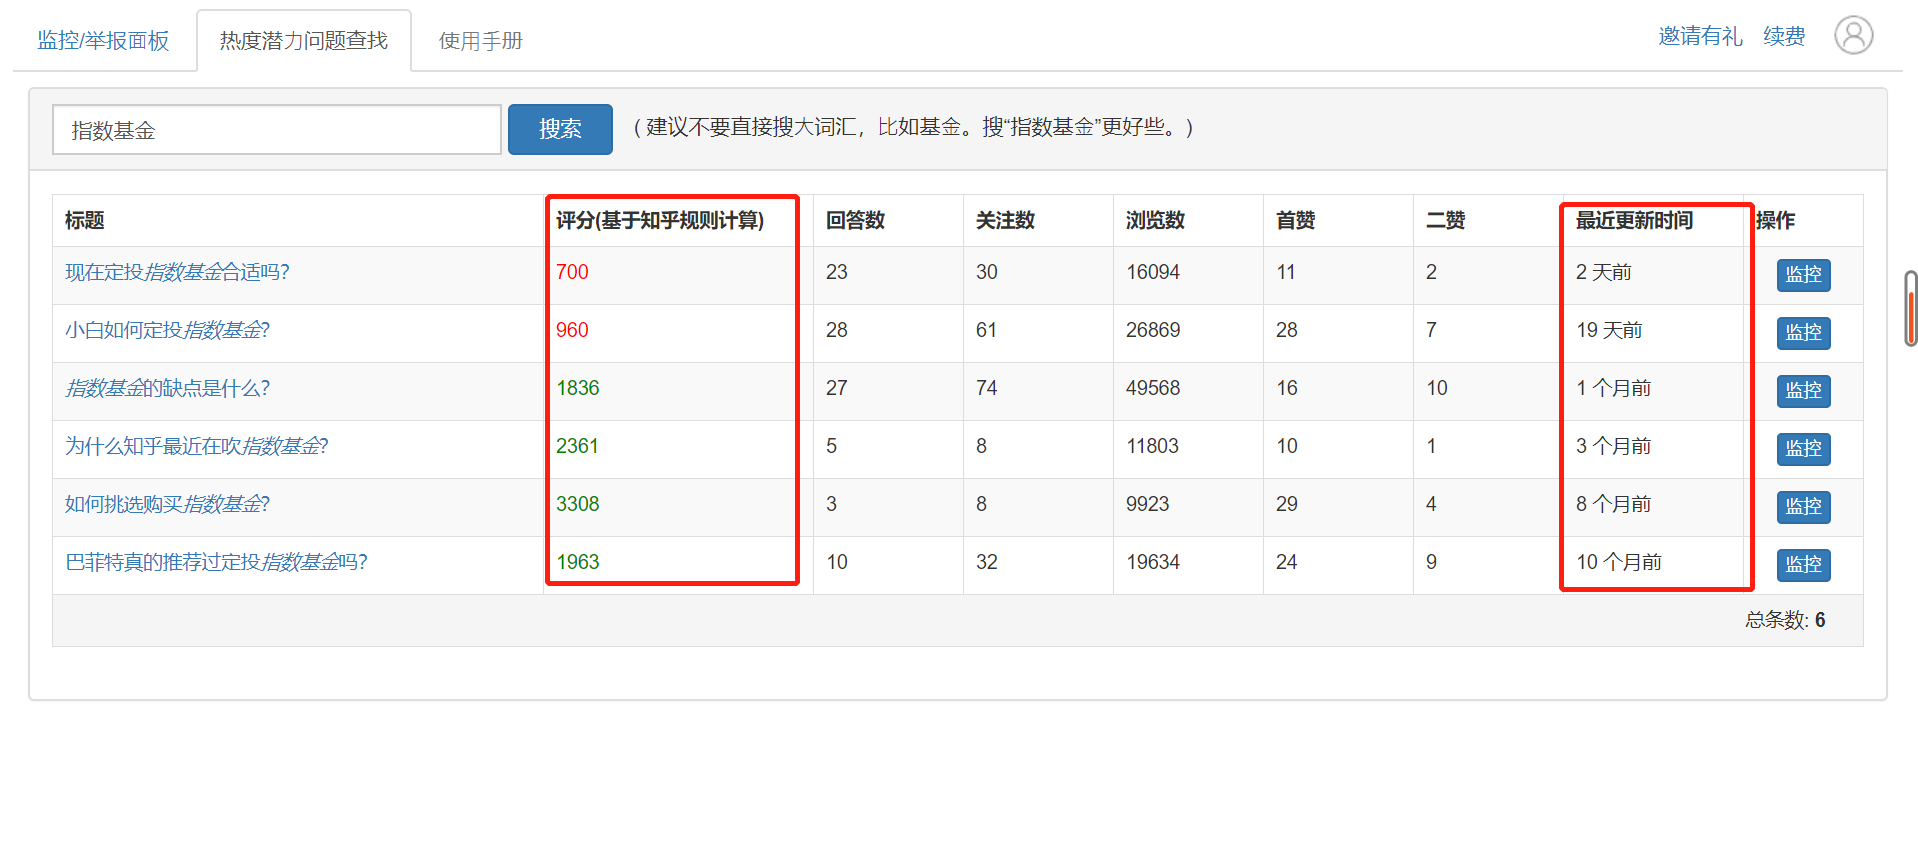 监控/举报面板 热度潜力问题查找 使用手册 邀请有礼 续费
指数基金 搜索 （ 建议不要直接搜大词汇，比如基金。搜“指数基金”更好些。）
标题 评分(基于知乎规则计算) 回答数 关注数 浏览数 首赞 二赞 最近更新时间 操作
现在定投指数基金合适吗? 700 23 30 16094 11 2 2 天前 监控
小白如何定投指数基金? 960 28 61 26869 28 7 19 天前 监控
指数基金的缺点是什么? 1836 27 74 49568 16 10 1 个月前 监控
为什么知乎最近在吹指数基金? 2361 5 8 11803 10 1 3 个月前 监控
如何挑选购买指数基金? 3308 3 8 9923 29 4 8 个月前 监控
巴菲特真的推荐过定投指数基金吗? 1963 10 32 19634 24 9 10 个月前 监控
总条数: 6